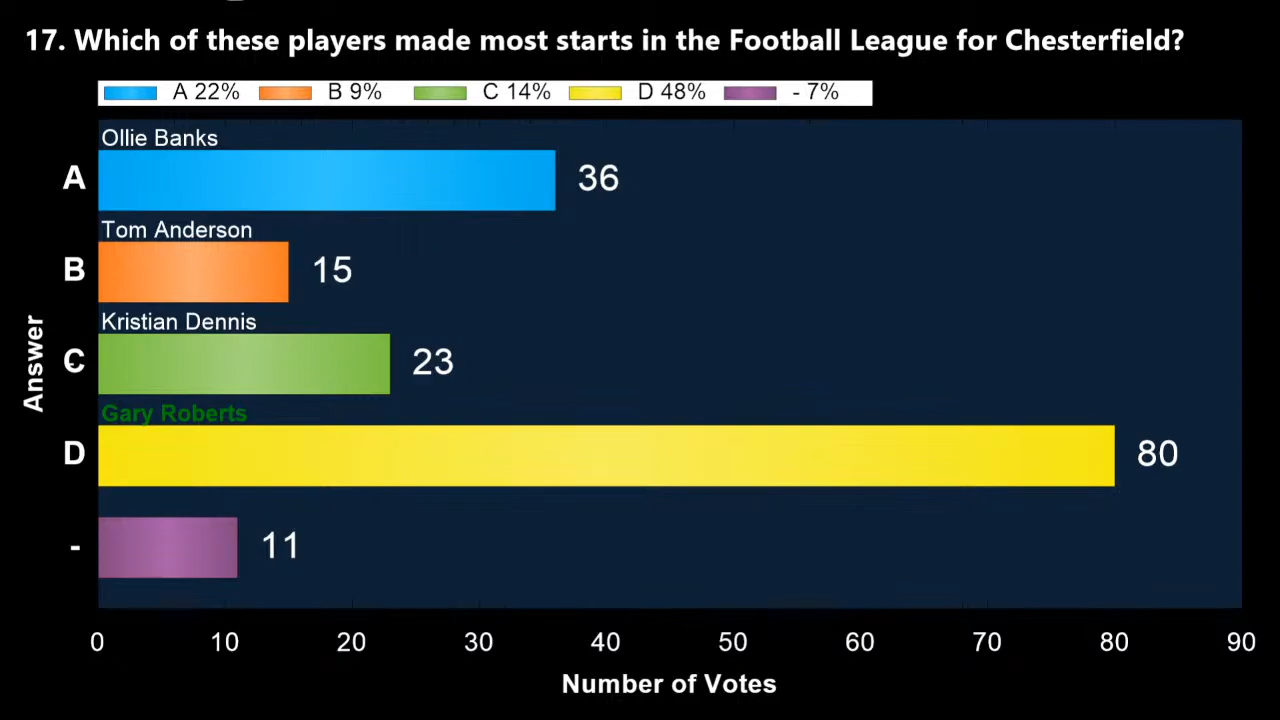 17. Which of these players made most starts in the Football League for Chesterfield?
A 22% B 9% C 14% D 48% - 7%
Ollie Banks
A 36
Tom Anderson
B 15
Kristian Dennis
C 23
Gary Roberts
D 80
- 11
Answer
0 10 20 30 40 50 60 70 80 90
Number of Votes